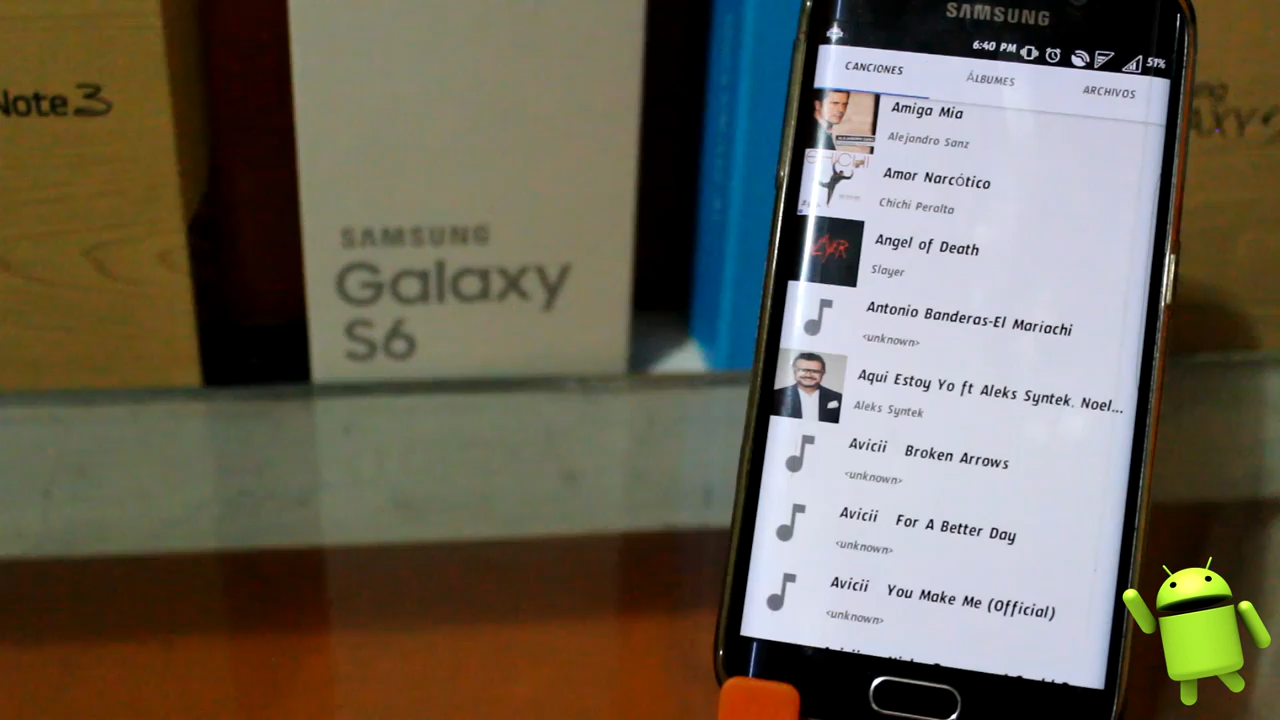 Note 3
SAMSUNG
Galaxy
S6
SAMSUNG
6:40 PM
51%
CANCIONES
ÁLBUMES
ARCHIVOS
Amiga Mia
Alejandro Sanz
Amor Narcótico
Chichi Peralta
Angel of Death
Slayer
Antonio Banderas-El Mariachi
<unknown>
Aqui Estoy Yo ft Aleks Syntek, Noel...
Aleks Syntek
Avicii Broken Arrows
<unknown>
Avicii For A Better Day
<unknown>
Avicii You Make Me (Official)
<unknown>